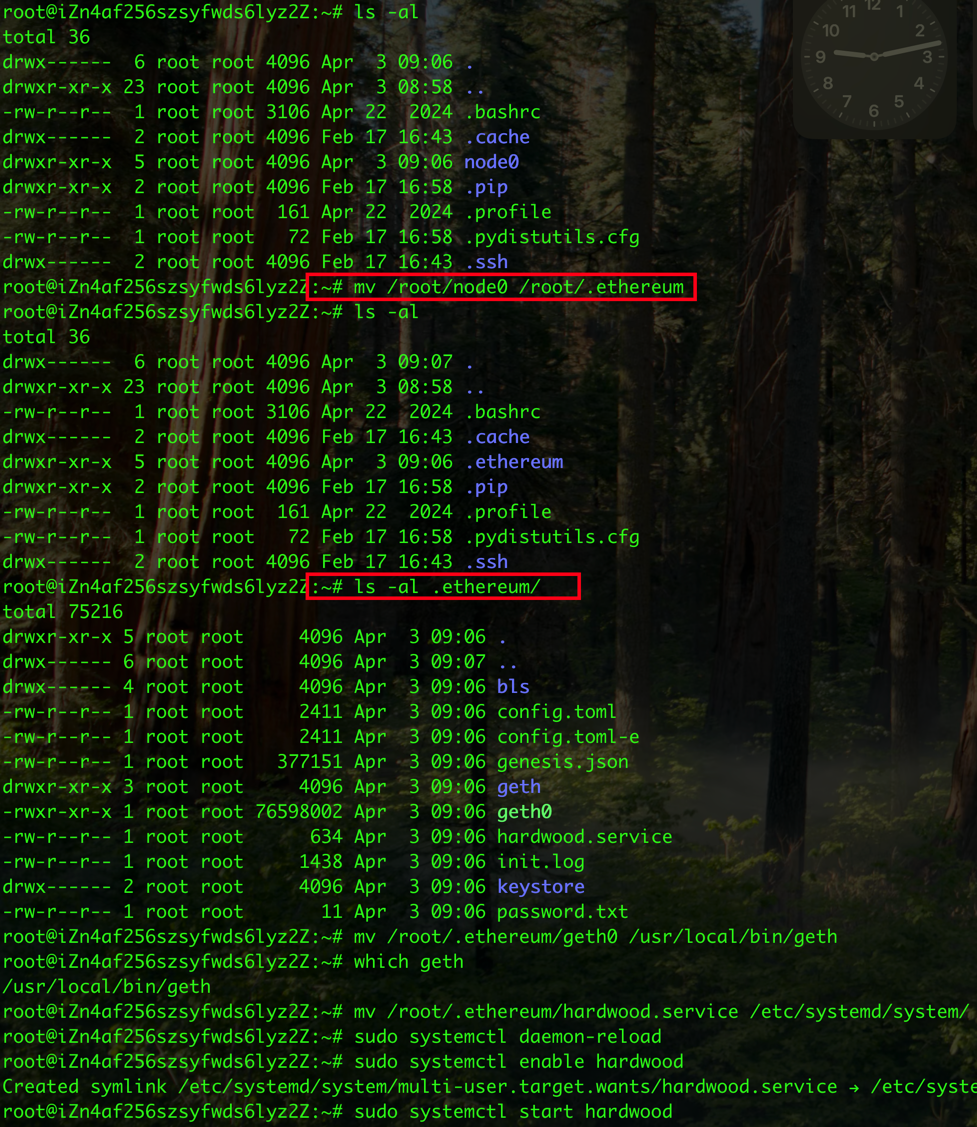 root@iZn4af256szsyfwds6lyz2Z:~# ls -al
total 36
drwx------  6 root root 4096 Apr  3 09:06 .
drwxr-xr-x 23 root root 4096 Apr  3 08:58 ..
-rw-r--r--  1 root root 3106 Apr 22  2024 .bashrc
drwx------  2 root root 4096 Feb 17 16:43 .cache
drwxr-xr-x  5 root root 4096 Apr  3 09:06 node0
drwxr-xr-x  2 root root 4096 Feb 17 16:58 .pip
-rw-r--r--  1 root root  161 Apr 22  2024 .profile
-rw-r--r--  1 root root   72 Feb 17 16:58 .pydistutils.cfg
drwx------  2 root root 4096 Feb 17 16:43 .ssh
root@iZn4af256szsyfwds6lyz2Z:~# mv /root/node0 /root/.ethereum
root@iZn4af256szsyfwds6lyz2Z:~# ls -al
total 36
drwx------  6 root root 4096 Apr  3 09:07 .
drwxr-xr-x 23 root root 4096 Apr  3 08:58 ..
-rw-r--r--  1 root root 3106 Apr 22  2024 .bashrc
drwx------  2 root root 4096 Feb 17 16:43 .cache
drwxr-xr-x  5 root root 4096 Apr  3 09:06 .ethereum
drwxr-xr-x  2 root root 4096 Feb 17 16:58 .pip
-rw-r--r--  1 root root  161 Apr 22  2024 .profile
-rw-r--r--  1 root root   72 Feb 17 16:58 .pydistutils.cfg
drwx------  2 root root 4096 Feb 17 16:43 .ssh
root@iZn4af256szsyfwds6lyz2Z:~# ls -al .ethereum/
total 75216
drwxr-xr-x 5 root root     4096 Apr  3 09:06 .
drwx------ 6 root root     4096 Apr  3 09:07 ..
drwx------ 4 root root     4096 Apr  3 09:06 bls
-rw-r--r-- 1 root root     2411 Apr  3 09:06 config.toml
-rw-r--r-- 1 root root     2411 Apr  3 09:06 config.toml-e
-rw-r--r-- 1 root root   377151 Apr  3 09:06 genesis.json
drwxr-xr-x 3 root root     4096 Apr  3 09:06 geth
-rwxr-xr-x 1 root root 76598002 Apr  3 09:06 geth0
-rw-r--r-- 1 root root      634 Apr  3 09:06 hardwood.service
-rw-r--r-- 1 root root     1438 Apr  3 09:06 init.log
drwx------ 2 root root     4096 Apr  3 09:06 keystore
-rw-r--r-- 1 root root       11 Apr  3 09:06 password.txt
root@iZn4af256szsyfwds6lyz2Z:~# mv /root/.ethereum/geth0 /usr/local/bin/geth
root@iZn4af256szsyfwds6lyz2Z:~# which geth
/usr/local/bin/geth
root@iZn4af256szsyfwds6lyz2Z:~# mv /root/.ethereum/hardwood.service /etc/systemd/system/
root@iZn4af256szsyfwds6lyz2Z:~# sudo systemctl daemon-reload
root@iZn4af256szsyfwds6lyz2Z:~# sudo systemctl enable hardwood
Created symlink /etc/systemd/system/multi-user.target.wants/hardwood.service → /etc/syste
root@iZn4af256szsyfwds6lyz2Z:~# sudo systemctl start hardwood
12
11 1
10 2
9 3
8 4
7 5
6